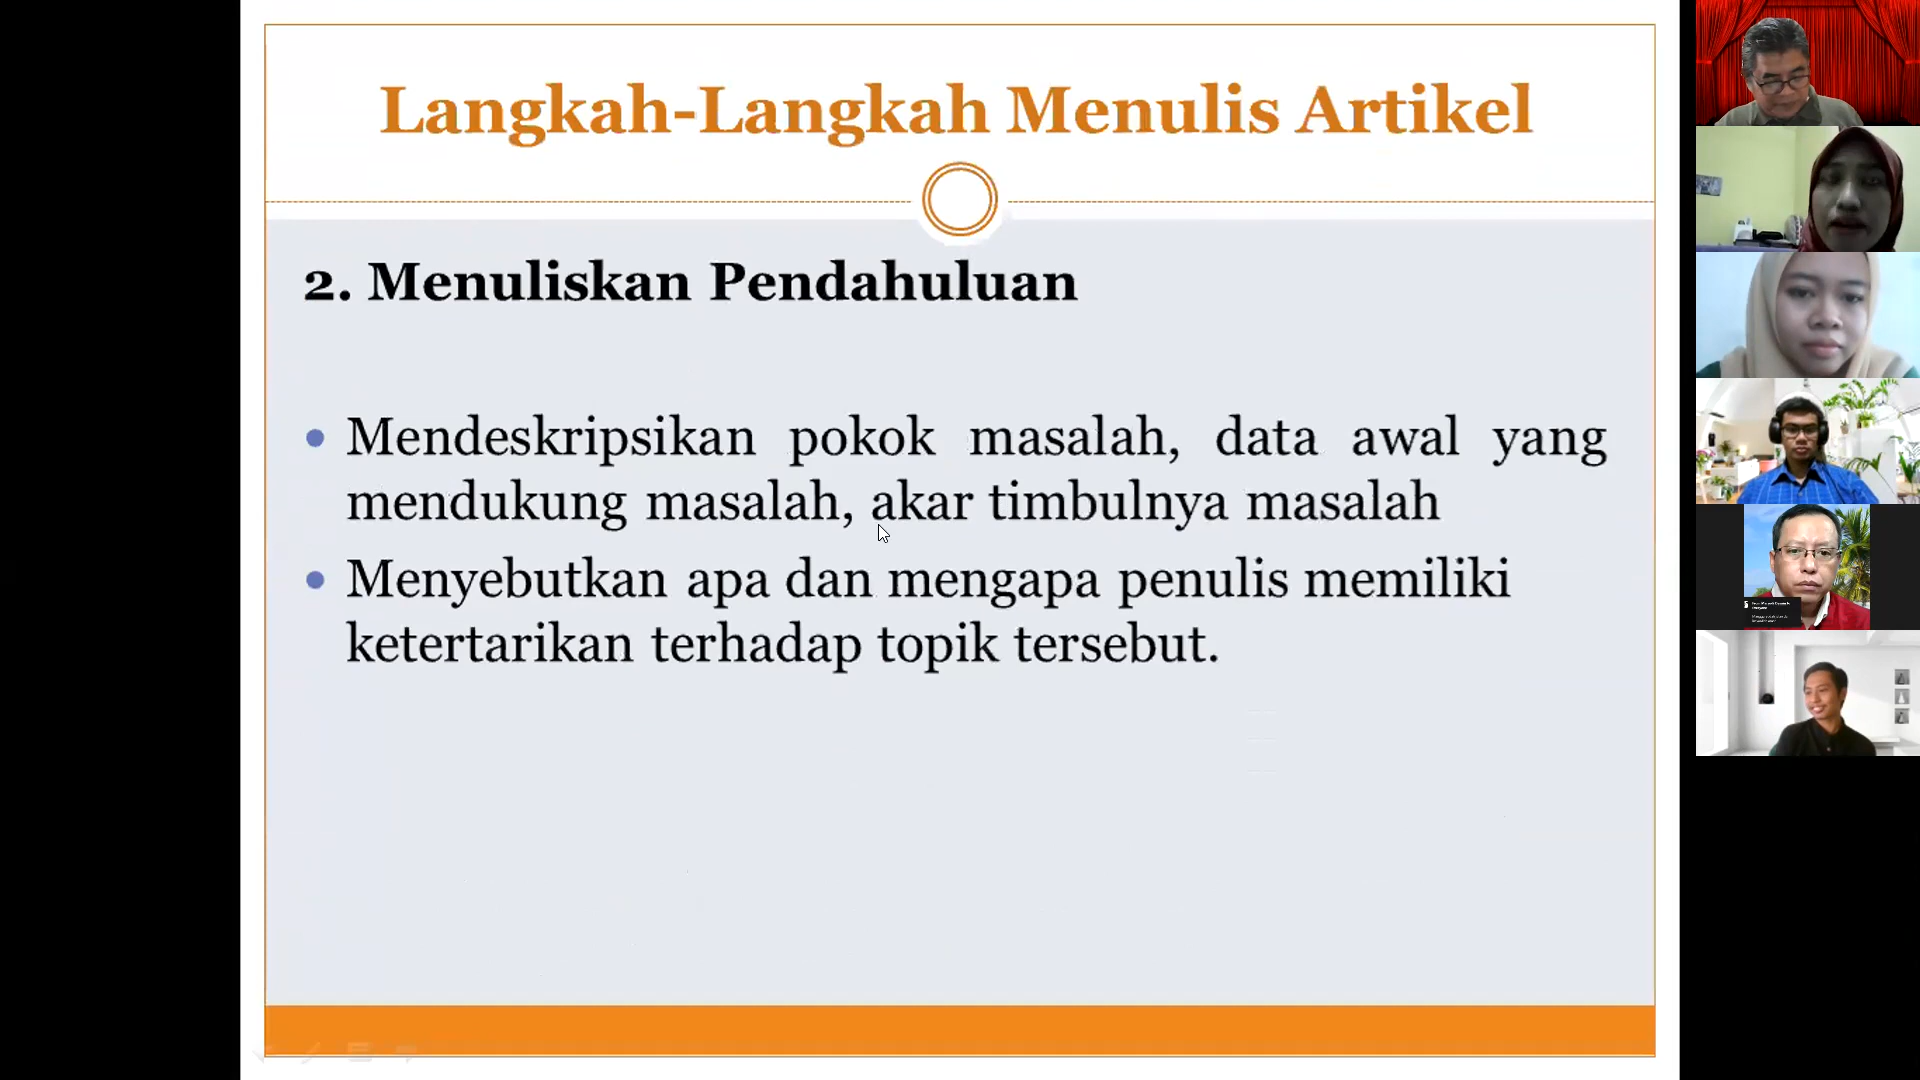 Langkah-Langkah Menulis Artikel
2. Menuliskan Pendahuluan
• Mendeskripsikan pokok masalah, data awal yang
mendukung masalah, akar timbulnya masalah
• Menyebutkan apa dan mengapa penulis memiliki
ketertarikan terhadap topik tersebut.